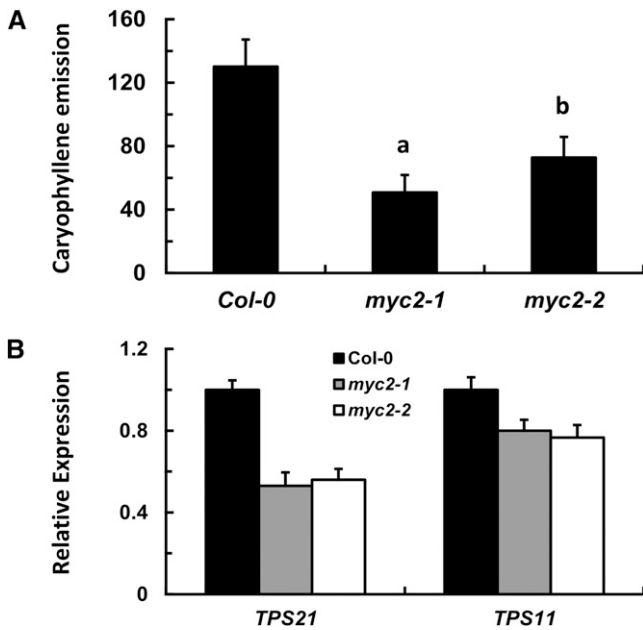 A
Caryophyllene emission
160
120
80
40
0
a
b
Col-0 myc2-1 myc2-2
B
Relative Expression
1.2
0.8
0.4
0
Col-0
myc2-1
myc2-2
TPS21 TPS11